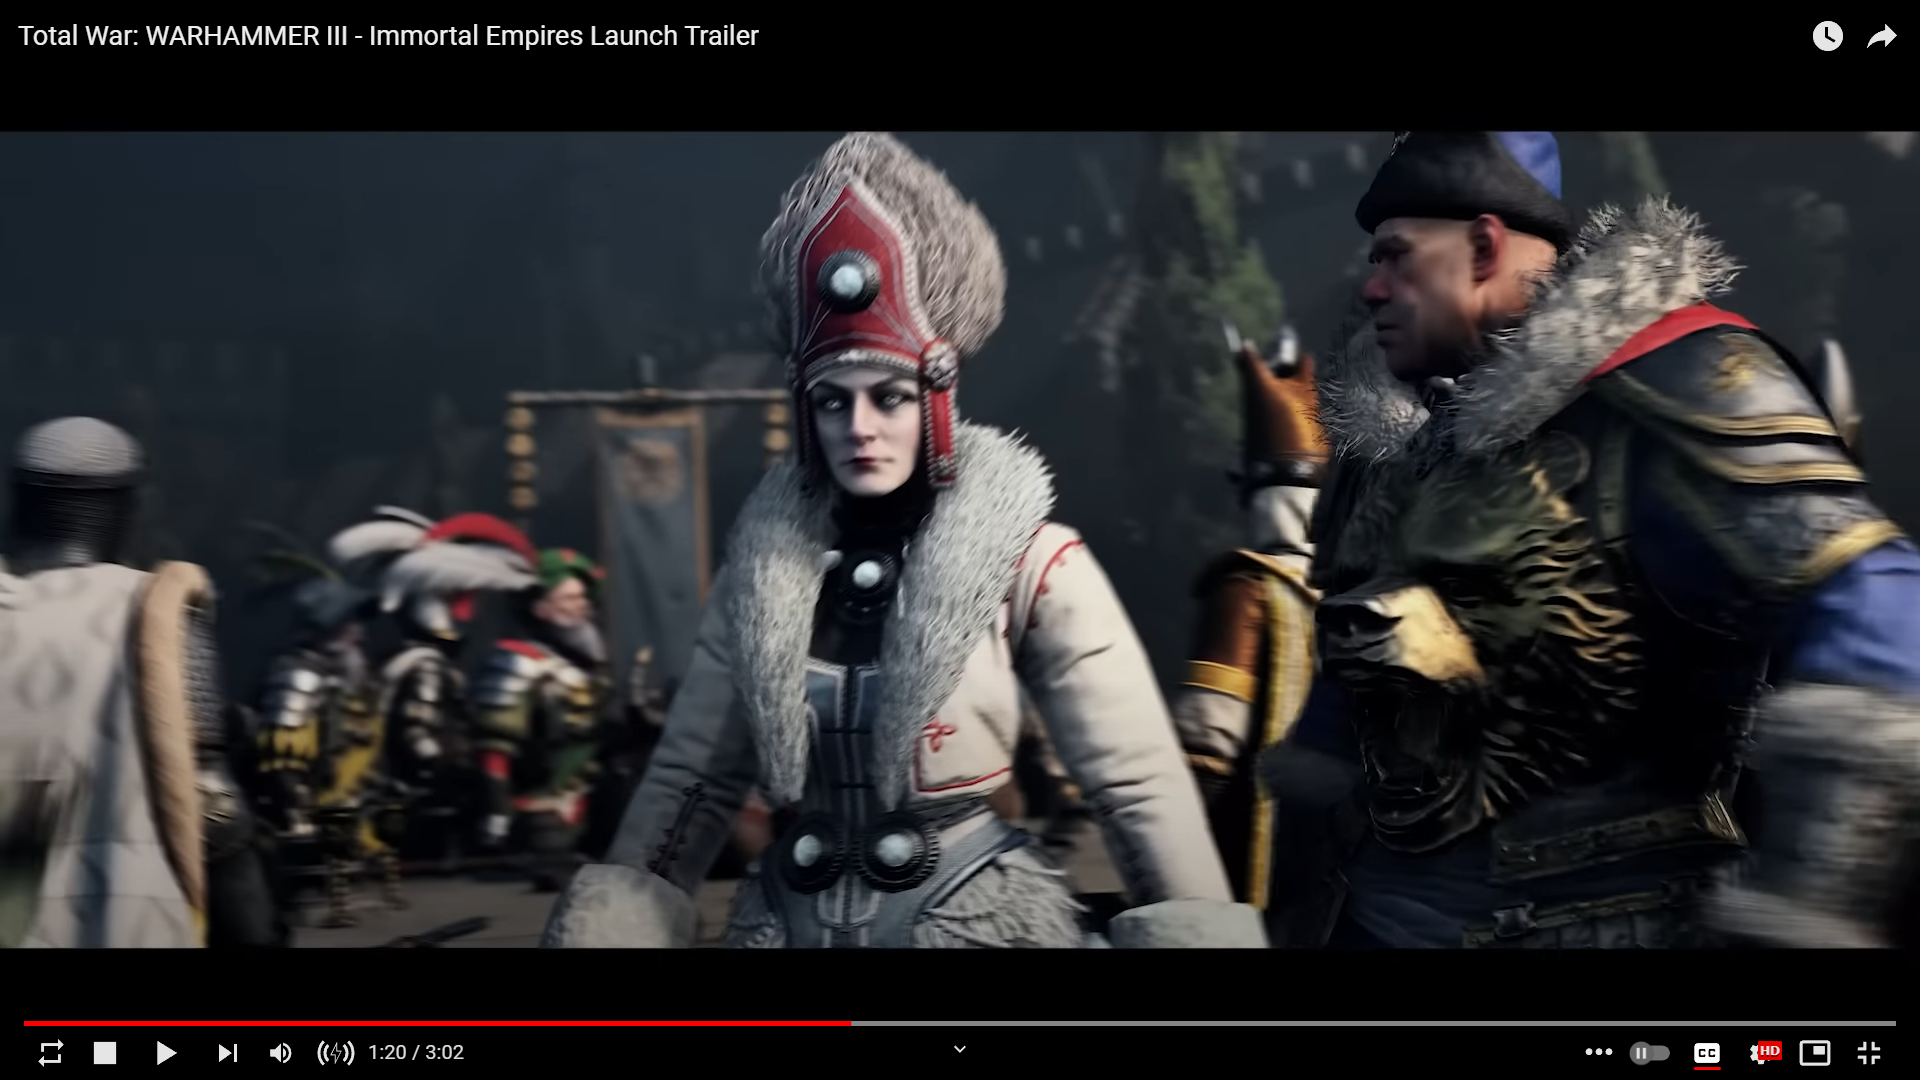 Total War: WARHAMMER III - Immortal Empires Launch Trailer
1:20 / 3:02
CC
HD